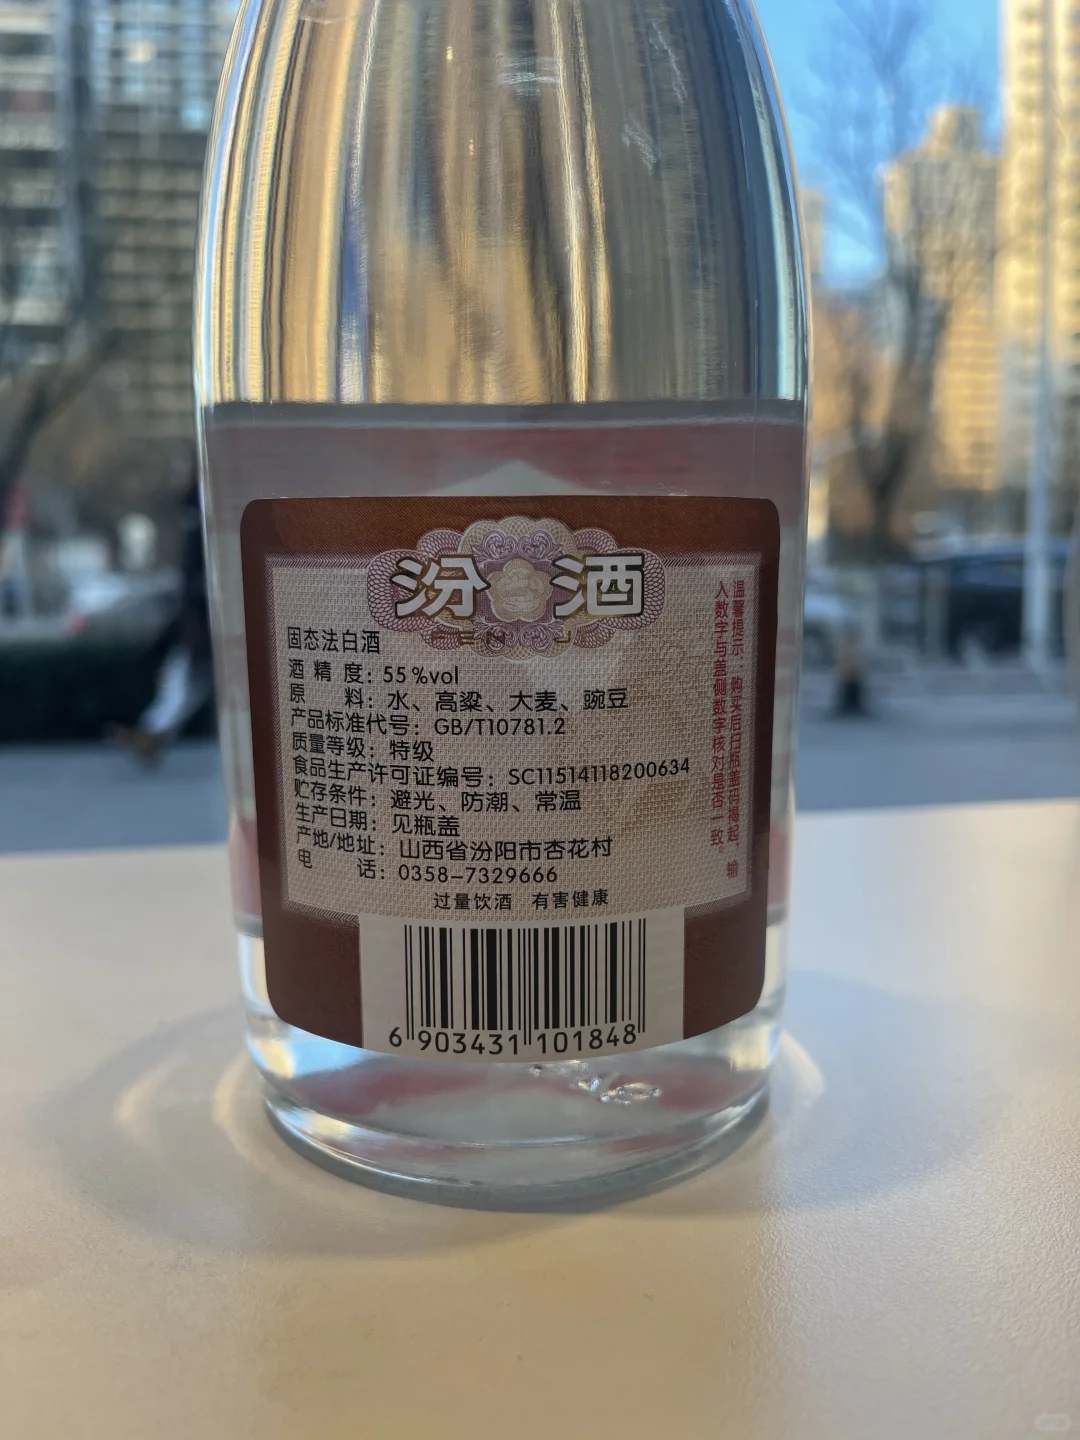 汾酒
FEN JIU
固态法白酒
酒精度：55%vol
原料：水、高粱、大麦、豌豆
产品标准代号：GB/T10781.2
质量等级：特级
食品生产许可证编号：SC11514118200634
贮存条件：避光、防潮、常温
生产日期：见瓶盖
产地/地址：山西省汾阳市杏花村
电话：0358-7329666
过量饮酒 有害健康
温馨提示：购买后扫瓶盖码揭起，输
入数字与盖侧数字核对是否一致。
6 903431 101848